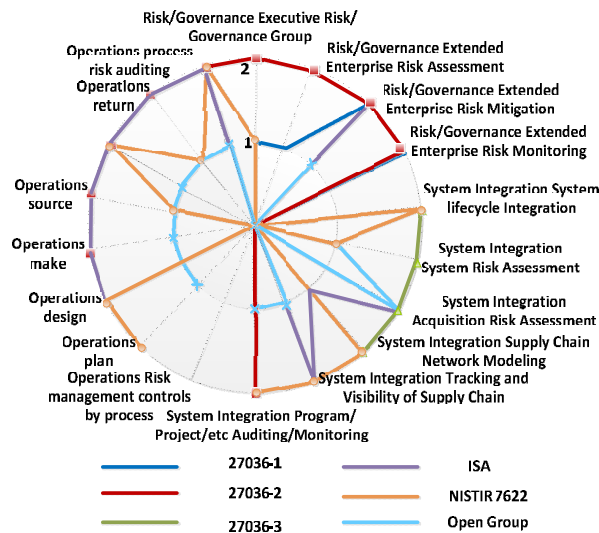 Risk/Governance Executive Risk/
Governance Group
Risk/Governance Extended
Enterprise Risk Assessment
Risk/Governance Extended
Enterprise Risk Mitigation
Risk/Governance Extended
Enterprise Risk Monitoring
System Integration System
lifecycle Integration
System Integration
System Risk Assessment
System Integration
Acquisition Risk Assessment
System Integration Supply Chain
Network Modeling
System Integration Tracking and
Visibility of Supply Chain
System Integration Program/
Project/etc Auditing/Monitoring
Operations Risk
management controls
by process
Operations
plan
Operations
design
Operations
make
Operations
source
Operations
return
Operations process
risk auditing
2
1
27036-1
ISA
27036-2
NISTIR 7622
27036-3
Open Group